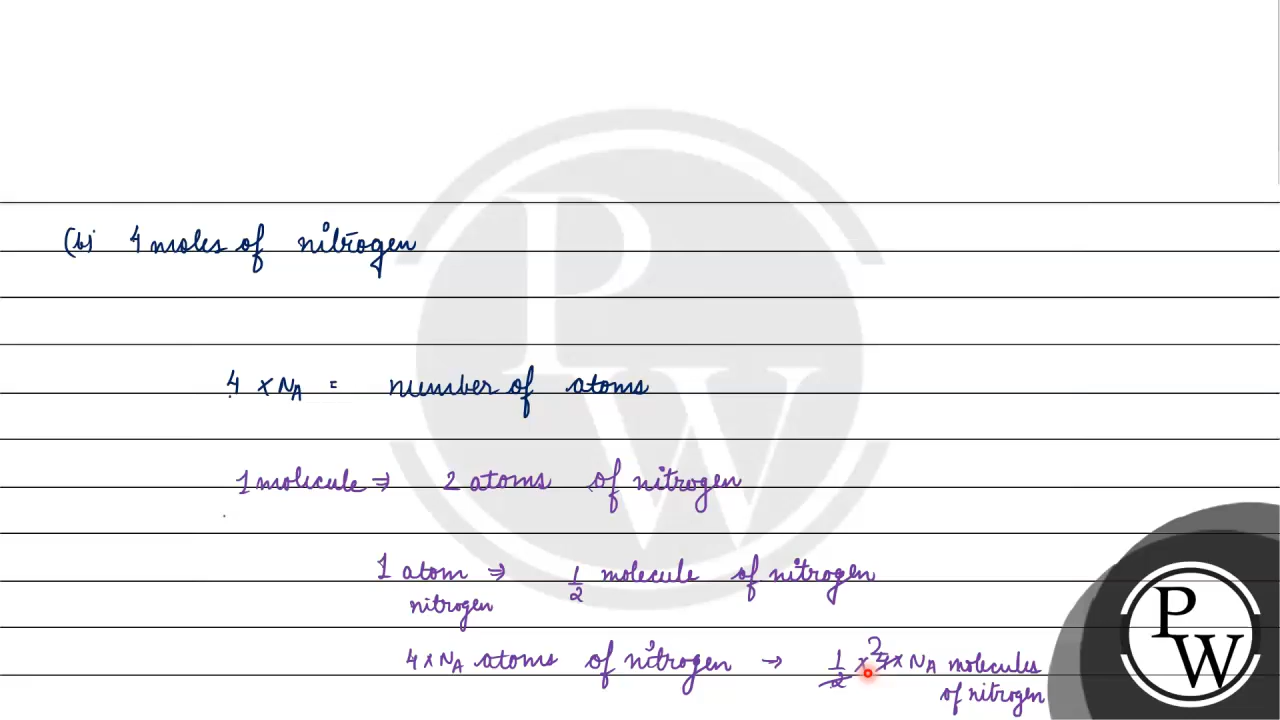 (b) 4 moles of nitrogen
4 × NA = number of atoms
1 molecule ⇒ 2 atoms of nitrogen
1 atom ⇒ 1/2 molecule of nitrogen
nitrogen
4 × NA atoms of nitrogen → 1/2 × 4 2 × NA molecules
of nitrogen
P
W
P
W